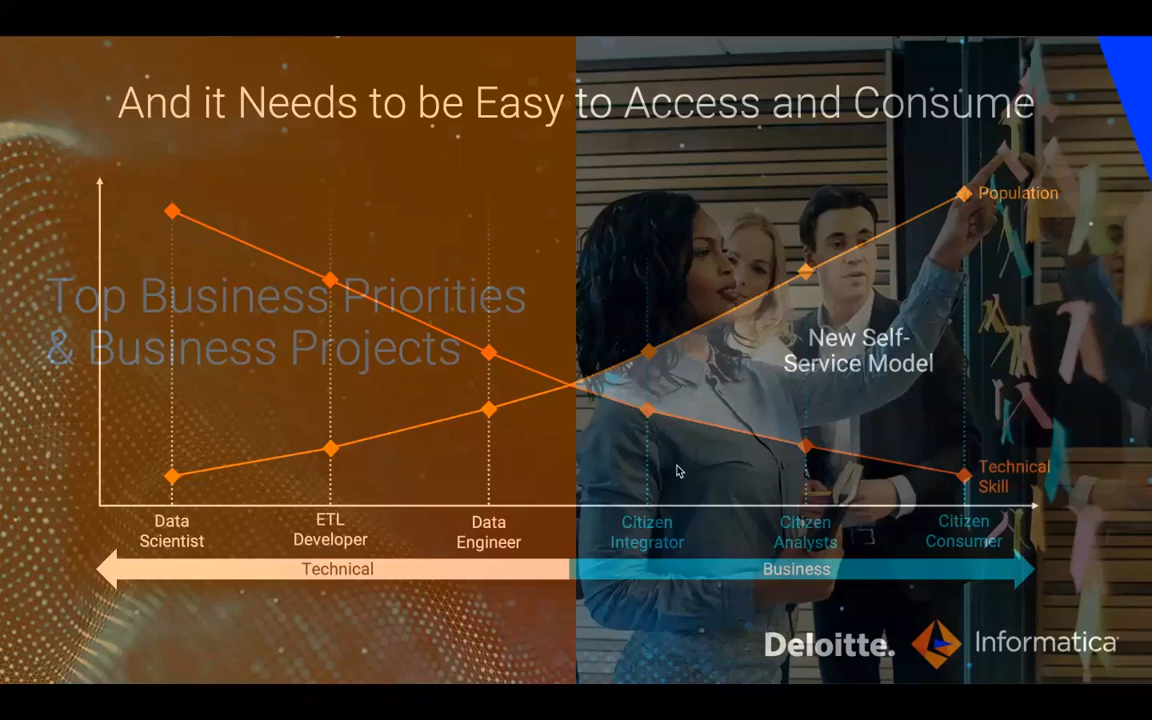 And it Needs to be Easy to Access and Consume
Population
Top Business Priorities
& Business Projects
New Self-
Service Model
Technical
Skill
Data
Scientist
ETL
Developer
Data
Engineer
Citizen
Integrator
Citizen
Analysts
Citizen
Consumer
Technical
Business
Deloitte.
Informatica